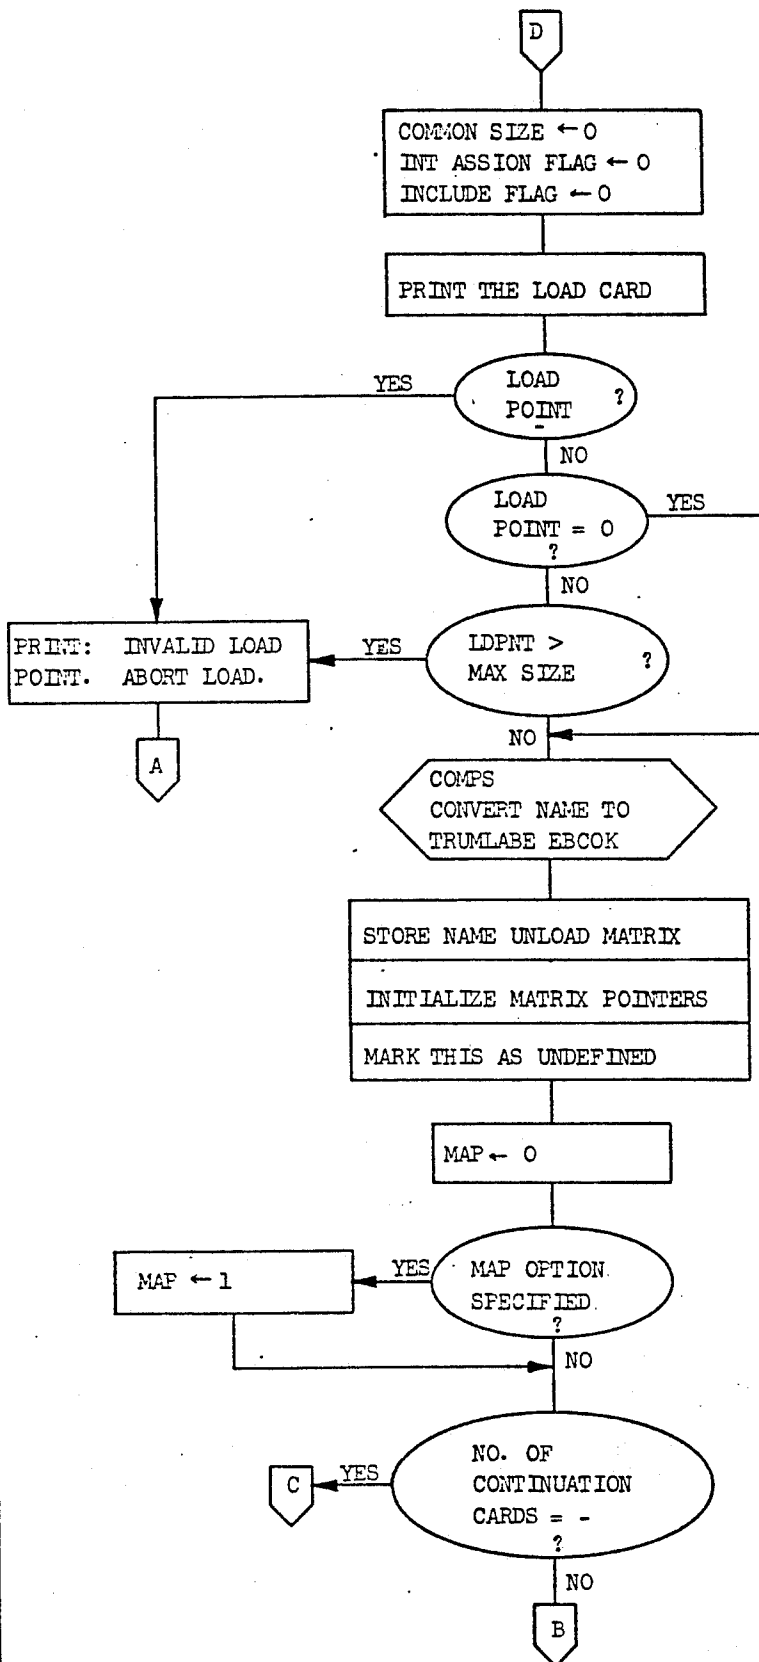 D
COMMON SIZE ← 0
INT ASSION FLAG ← 0
INCLUDE FLAG ← 0
PRINT THE LOAD CARD
YES
LOAD
POINT ?
-
NO
LOAD
POINT = 0
?
YES
NO
PRINT: INVALID LOAD
POINT. ABORT LOAD.
YES
LDPNT >
MAX SIZE ?
NO
A
COMPS
CONVERT NAME TO
TRUMLABE EBCOK
STORE NAME UNLOAD MATRIX
INITIALIZE MATRIX POINTERS
MARK THIS AS UNDEFINED
MAP ← 0
MAP ← 1
YES
MAP OPTION
SPECIFIED
?
NO
C
YES
NO. OF
CONTINUATION
CARDS = -
?
NO
B